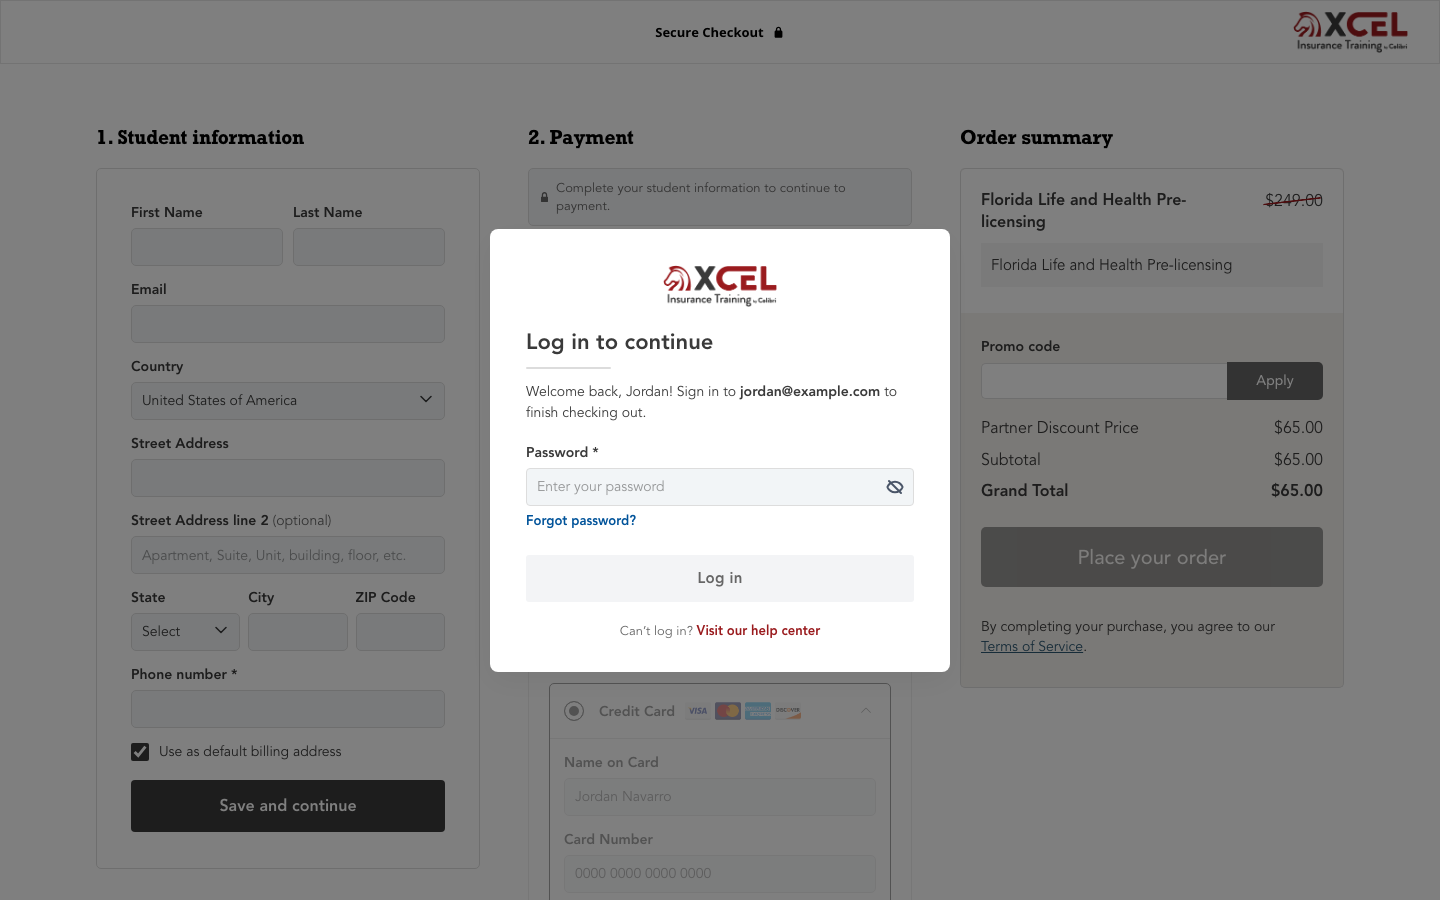 Secure Checkout
XCEL
Insurance Training by Calibri
1. Student information
First Name
Last Name
Email
Country
United States of America
Street Address
Street Address line 2 (optional)
Apartment, Suite, Unit, building, floor, etc.
State
City
ZIP Code
Select
Phone number *
Use as default billing address
Save and continue
2. Payment
Complete your student information to continue to
payment.
XCEL
Insurance Training by Calibri
Log in to continue
Welcome back, Jordan! Sign in to jordan@example.com to
finish checking out.
Password *
Enter your password
Forgot password?
Log in
Can't log in? Visit our help center
Credit Card VISA DISCOVER
Name on Card
Jordan Navarro
Card Number
0000 0000 0000 0000
Order summary
Florida Life and Health Pre-
licensing
$249.00
Florida Life and Health Pre-licensing
Promo code
Apply
Partner Discount Price $65.00
Subtotal $65.00
Grand Total $65.00
Place your order
By completing your purchase, you agree to our
Terms of Service.